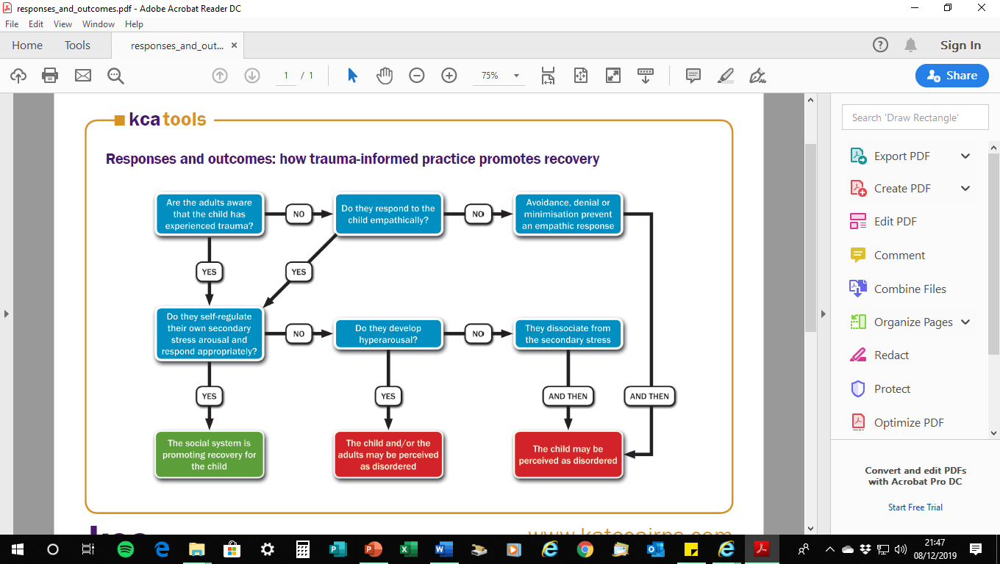 responses_and_outcomes.pdf - Adobe Acrobat Reader DC
File Edit View Window Help
Home Tools responses_and_out... ×
Sign In
1 / 1
75%
Share
kca tools
Responses and outcomes: how trauma-informed practice promotes recovery
Are the adults aware
that the child has
experienced trauma?
NO
Do they respond to the
child empathically?
NO
Avoidance, denial or
minimisation prevent
an empathic response
YES
YES
Do they self-regulate
their own secondary
stress arousal and
respond appropriately?
NO
Do they develop
hyperarousal?
NO
They dissociate from
the secondary stress
YES
YES
AND THEN
AND THEN
The social system is
promoting recovery for
the child
The child and/or the
adults may be perceived
as disordered
The child may be
perceived as disordered
Search 'Draw Rectangle'
Export PDF
Create PDF
Edit PDF
Comment
Combine Files
Organize Pages
Redact
Protect
Optimize PDF
Convert and edit PDFs
with Acrobat Pro DC
Start Free Trial
21:47
08/12/2019